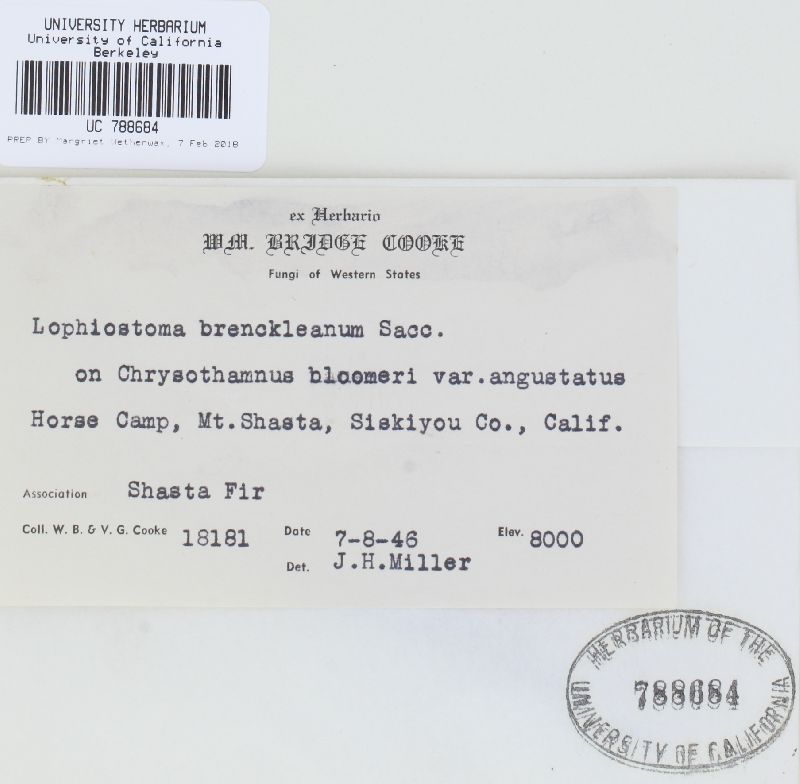 UNIVERSITY HERBARIUM
University of California
Berkeley
UC 788684
PREP BY Margriet Wetherwax, 7 Feb 2018
ex Herbario
WM. BRIDGE COOKE
Fungi of Western States
Lophiostoma brenckleanum Sacc.
on Chrysothamnus bloomeri var.angustatus
Horse Camp, Mt.Shasta, Siskiyou Co., Calif.
Association Shasta Fir
Coll. W. B. & V. G. Cooke 18181 Date 7-8-46 Elev. 8000
Det. J.H.Miller
HERBARIUM OF THE
788684
UNIVERSITY OF CALIFORNIA